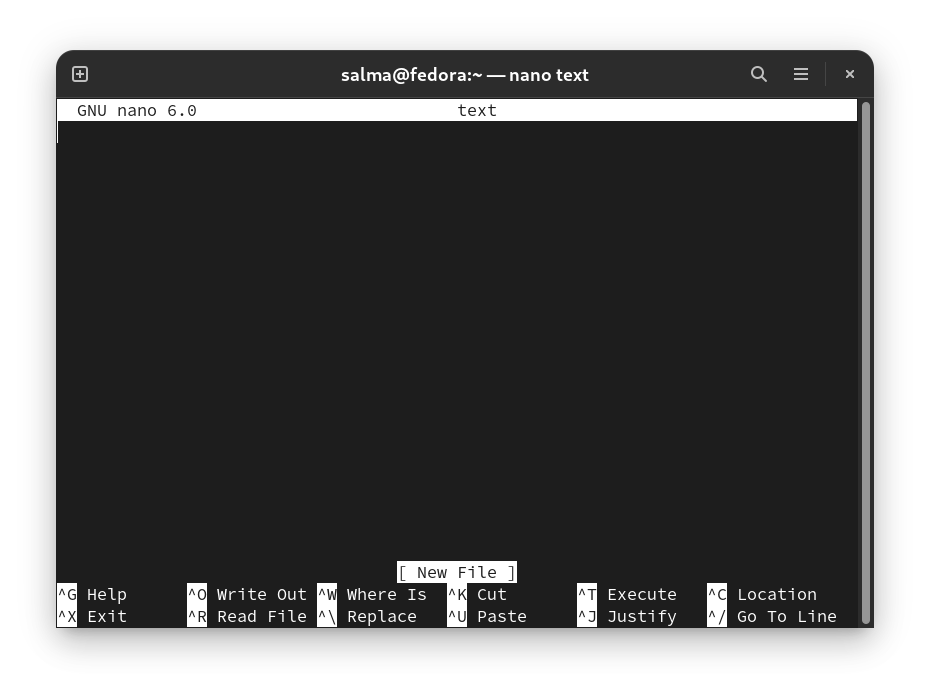 salma@fedora:~ — nano text
GNU nano 6.0 text
[ New File ]
^G Help ^O Write Out ^W Where Is ^K Cut ^T Execute ^C Location
^X Exit ^R Read File ^\ Replace ^U Paste ^J Justify ^/ Go To Line